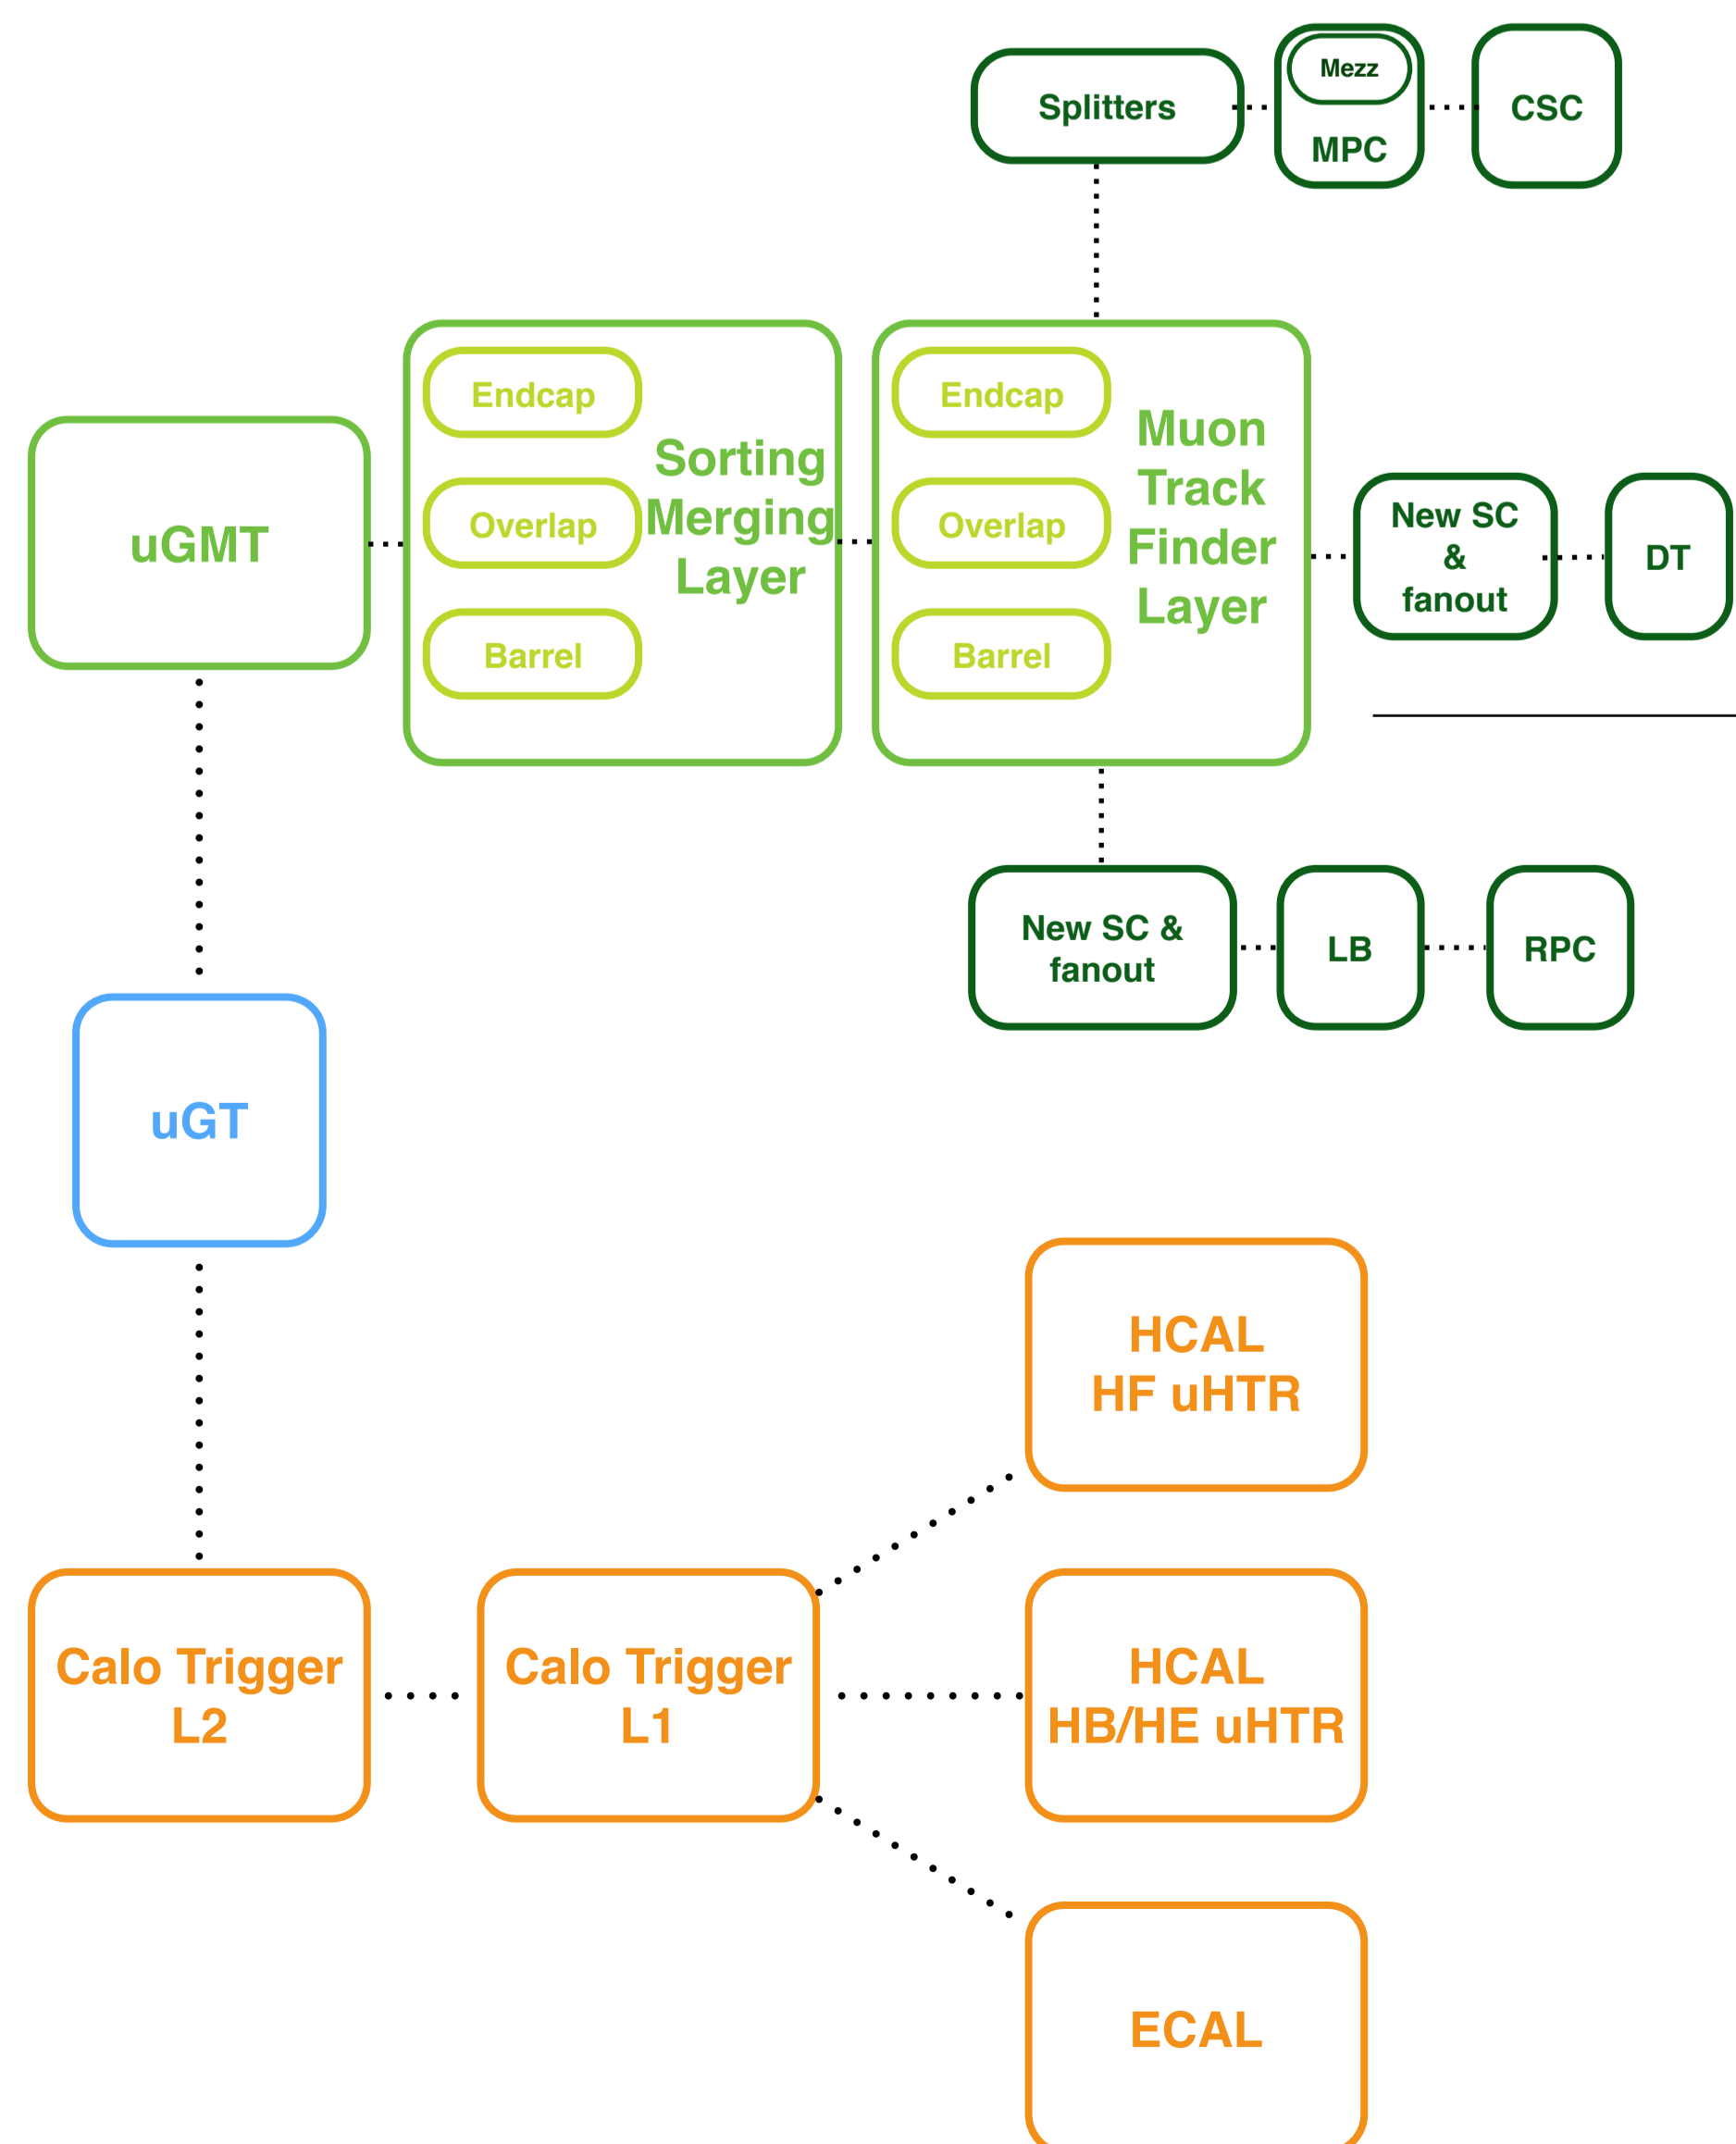 Splitters
Mezz
MPC
CSC
uGMT
Endcap
Overlap
Barrel
Sorting
Merging
Layer
Endcap
Overlap
Barrel
Muon
Track
Finder
Layer
New SC
&
fanout
DT
New SC &
fanout
LB
RPC
uGT
HCAL
HF uHTR
Calo Trigger
L2
Calo Trigger
L1
HCAL
HB/HE uHTR
ECAL